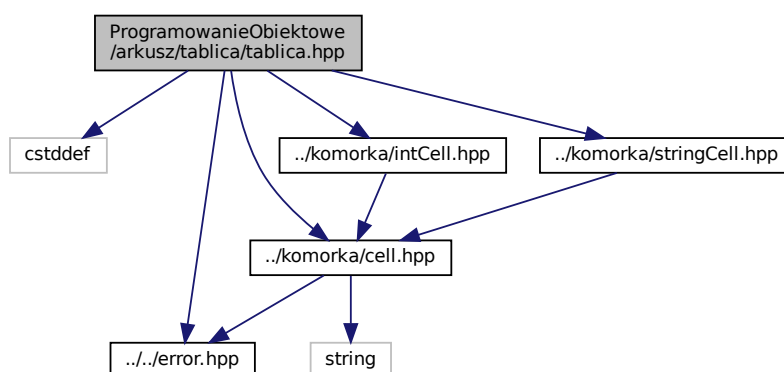 ProgramowanieObiektowe
/arkusz/tablica/tablica.hpp
cstddef
../komorka/intCell.hpp
../komorka/stringCell.hpp
../komorka/cell.hpp
../../error.hpp
string